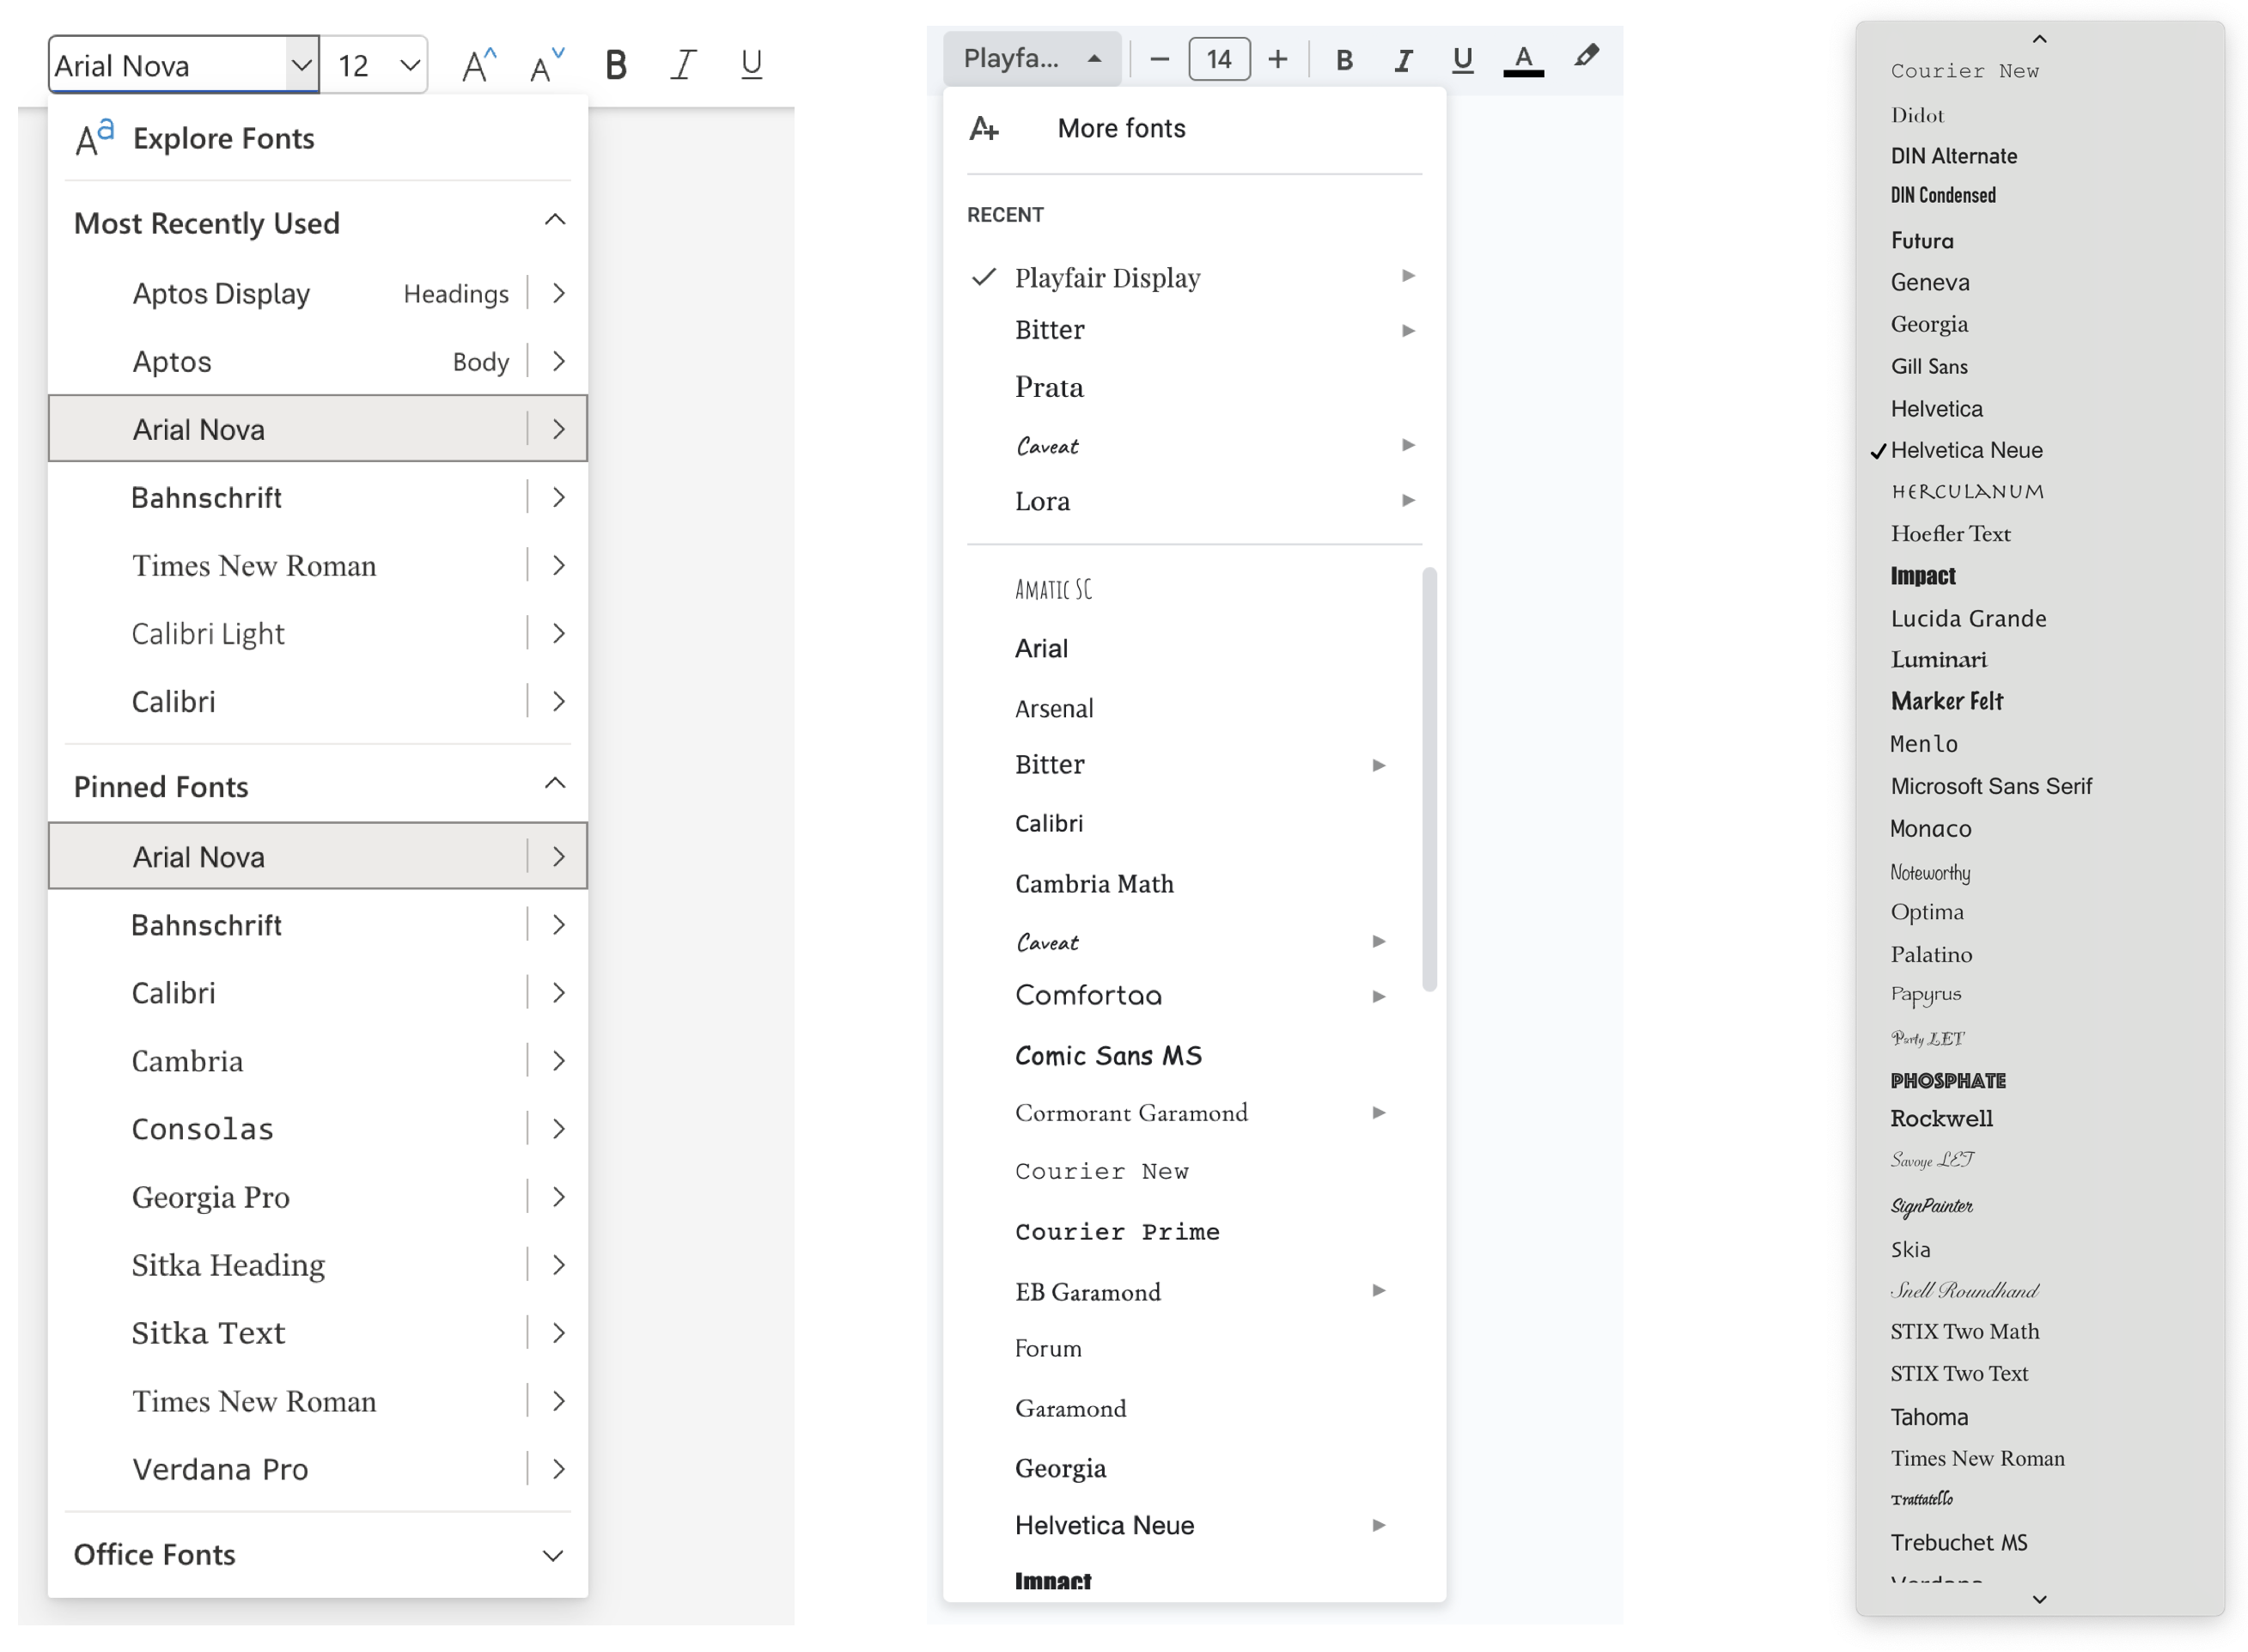 Arial Nova 12 A A B I U
Aa Explore Fonts
Most Recently Used
Aptos Display Headings
Aptos Body
Arial Nova
Bahnschrift
Times New Roman
Calibri Light
Calibri
Pinned Fonts
Arial Nova
Bahnschrift
Calibri
Cambria
Consolas
Georgia Pro
Sitka Heading
Sitka Text
Times New Roman
Verdana Pro
Office Fonts
Playfa... 14 B I U A
A+ More fonts
RECENT
Playfair Display
Bitter
Prata
Caveat
Lora
Amatic SC
Arial
Arsenal
Bitter
Calibri
Cambria Math
Caveat
Comfortaa
Comic Sans MS
Cormorant Garamond
Courier New
Courier Prime
EB Garamond
Forum
Garamond
Georgia
Helvetica Neue
Impact
Courier New
Didot
DIN Alternate
DIN Condensed
Futura
Geneva
Georgia
Gill Sans
Helvetica
Helvetica Neue
HERCULANUM
Hoefler Text
Impact
Lucida Grande
Luminari
Marker Felt
Menlo
Microsoft Sans Serif
Monaco
Noteworthy
Optima
Palatino
Papyrus
Party LET
PHOSPHATE
Rockwell
Savoye LET
SignPainter
Skia
Snell Roundhand
STIX Two Math
STIX Two Text
Tahoma
Times New Roman
Trattatello
Trebuchet MS
Verdana